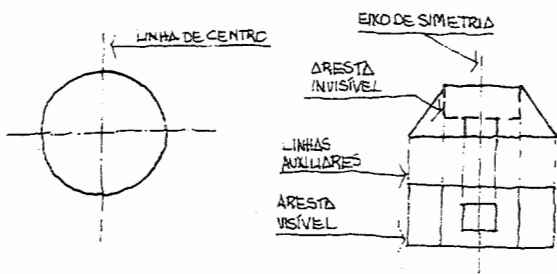 LINHA DE CENTRO
EIXO DE SIMETRIA
ARESTA
INVISÍVEL
LINHAS
AUXILIARES
ARESTA
VISÍVEL